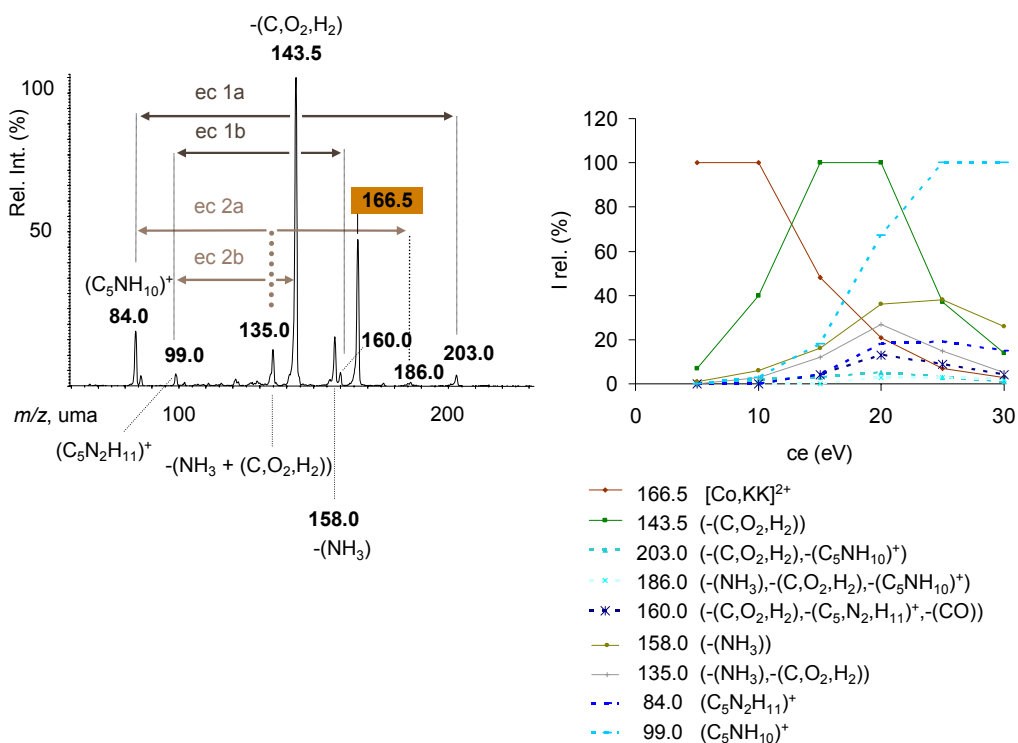 -(C,O₂,H₂)
143.5
100
ec 1a
ec 1b
Rel. Int. (%)
166.5
50
ec 2a
ec 2b
(C₅NH₁₀)⁺
84.0
135.0
160.0
99.0
186.0
203.0
m/z, uma
100
200
(C₅N₂H₁₁)⁺
-(NH₃ + (C,O₂,H₂))
158.0
-(NH₃)
120
100
80
60
40
20
0
I rel. (%)
0
10
20
30
ce (eV)
166.5 [Co,KK]²⁺
143.5 (-(C,O₂,H₂))
203.0 (-(C,O₂,H₂),-(C₅NH₁₀)⁺)
186.0 (-(NH₃),-(C,O₂,H₂),-(C₅NH₁₀)⁺)
160.0 (-(C,O₂,H₂),-(C₅,N₂,H₁₁)⁺,-(CO))
158.0 (-(NH₃))
135.0 (-(NH₃),-(C,O₂,H₂))
84.0 (C₅N₂H₁₁)⁺
99.0 (C₅NH₁₀)⁺